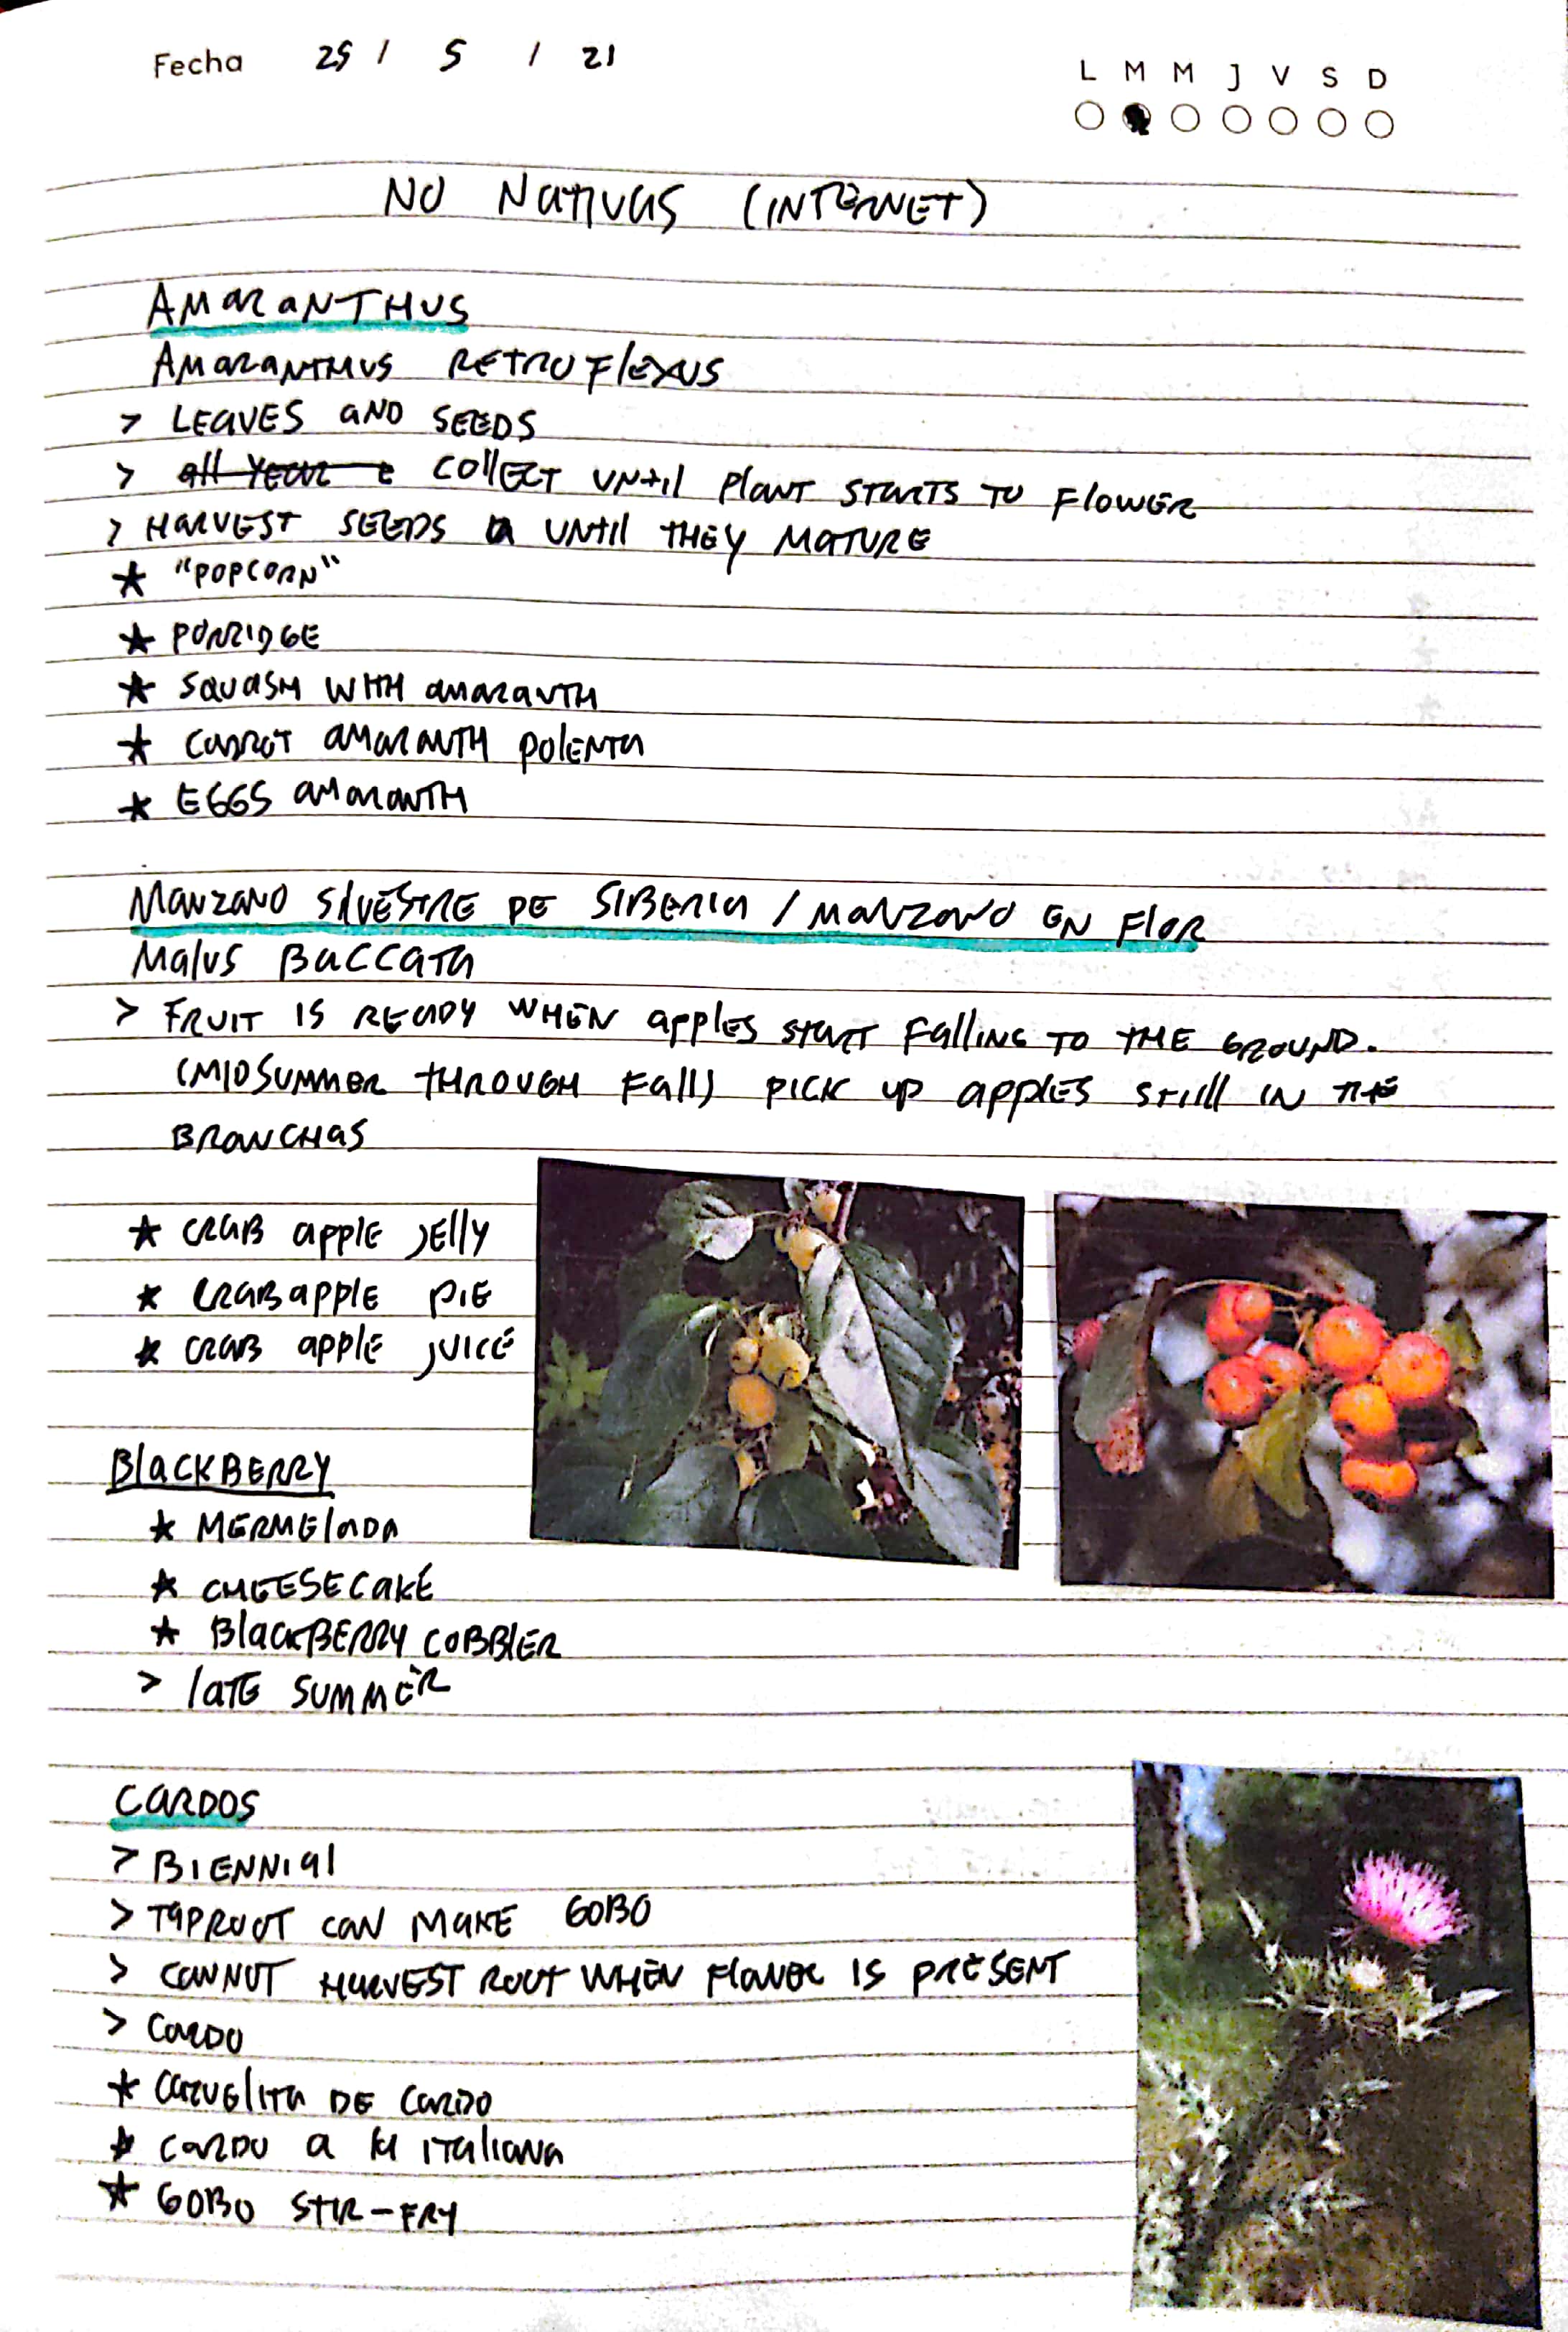 Fecha 25 / 5 / 21
L M M J V S D
NO NATIVAS (INTERNET)
AMARANTHUS
AMARANTHUS RETROFLEXUS
> LEAVES AND SEEDS
> all year e COLLECT UNTIL PLANT STARTS TO FLOWER
> HARVEST SEEDS a UNTIL THEY MATURE
★ "POPCORN"
★ PORRIDGE
★ SQUASH WITH AMARANTH
★ CARROT AMARANTH POLENTA
★ EGGS AMARANTH
MANZANO SILVESTRE DE SIBERIA / MANZANO EN FLOR
MALUS BACCATA
> FRUIT IS READY WHEN APPLES START FALLING TO THE GROUND.
(MIDSUMMER THROUGH FALL) PICK UP APPLES STILL IN THE
BRANCHAS
★ CRAB APPLE JELLY
★ CRABAPPLE PIE
★ CRAB APPLE JUICE
BLACKBERRY
★ MERMELADA
★ CHEESECAKE
★ BLACKBERRY COBBLER
> LATE SUMMER
CARDOS
> BIENNIAL
> TAPROOT CAN MAKE GOBO
> CANNOT HARVEST ROOT WHEN FLOWER IS PRESENT
> CARDO
★ CAZUELITA DE CARDO
★ CARDO A LA ITALIANA
★ GOBO STIR-FRY